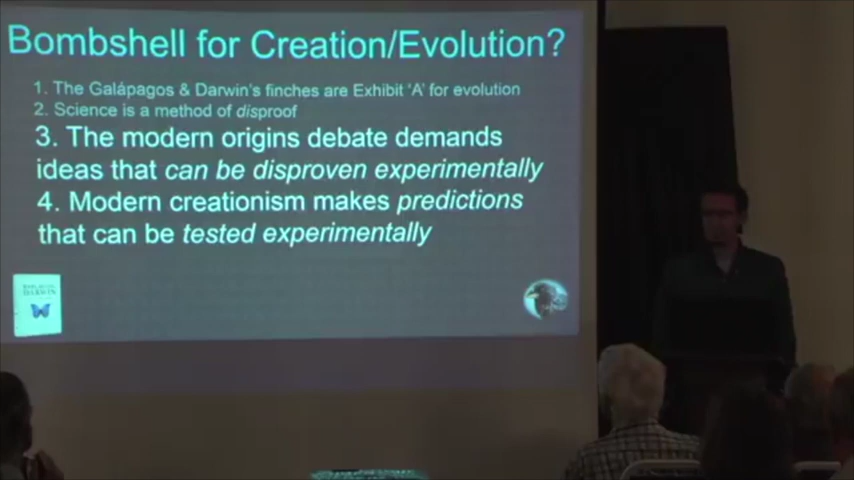 Bombshell for Creation/Evolution?
1. The Galápagos & Darwin's finches are Exhibit 'A' for evolution
2. Science is a method of disproof
3. The modern origins debate demands
ideas that can be disproven experimentally
4. Modern creationism makes predictions
that can be tested experimentally
DARWIN